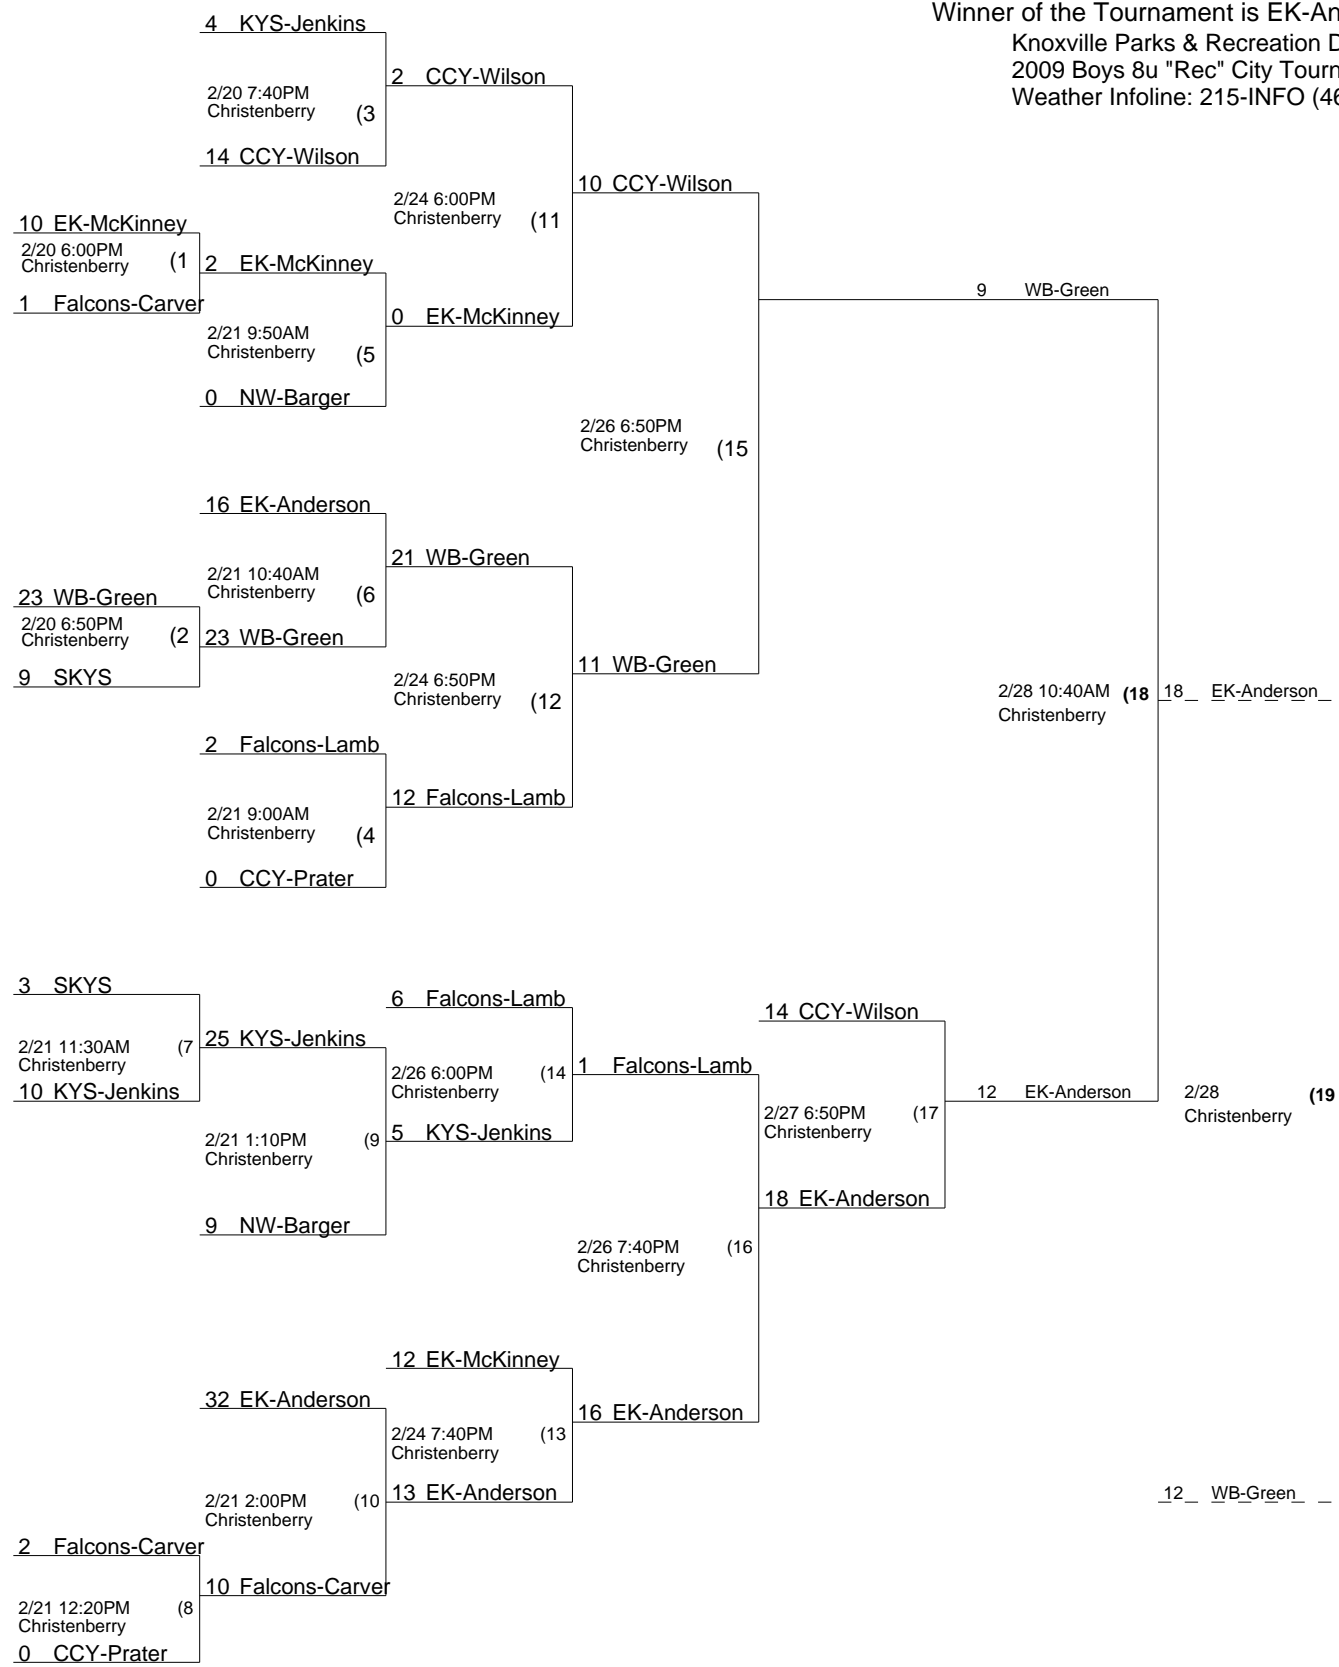 Winner of the Tournament is EK-An
Knoxville Parks & Recreation D
2009 Boys 8u "Rec" City Tourn
Weather Infoline: 215-INFO (46
4 KYS-Jenkins
2/20 7:40PM
Christenberry (3
14 CCY-Wilson
2 CCY-Wilson
2/24 6:00PM
Christenberry (11
10 CCY-Wilson
10 EK-McKinney
2/20 6:00PM
Christenberry (1
1 Falcons-Carver
2 EK-McKinney
2/21 9:50AM
Christenberry (5
0 NW-Barger
0 EK-McKinney
2/26 6:50PM
Christenberry (15
9 WB-Green
16 EK-Anderson
2/21 10:40AM
Christenberry (6
23 WB-Green
21 WB-Green
23 WB-Green
2/20 6:50PM
Christenberry (2
9 SKYS
2/24 6:50PM
Christenberry (12
11 WB-Green
2 Falcons-Lamb
2/21 9:00AM
Christenberry (4
0 CCY-Prater
12 Falcons-Lamb
2/28 10:40AM (18
Christenberry
18 EK-Anderson
3 SKYS
2/21 11:30AM (7
Christenberry
10 KYS-Jenkins
25 KYS-Jenkins
2/21 1:10PM (9
Christenberry
9 NW-Barger
6 Falcons-Lamb
2/26 6:00PM (14
Christenberry
5 KYS-Jenkins
1 Falcons-Lamb
2/26 7:40PM (16
Christenberry
14 CCY-Wilson
2/27 6:50PM (17
Christenberry
18 EK-Anderson
12 EK-Anderson
2/28 (19
Christenberry
12 EK-McKinney
2/24 7:40PM (13
Christenberry
13 EK-Anderson
16 EK-Anderson
32 EK-Anderson
2/21 2:00PM (10
Christenberry
10 Falcons-Carver
2 Falcons-Carver
2/21 12:20PM (8
Christenberry
0 CCY-Prater
12 WB-Green